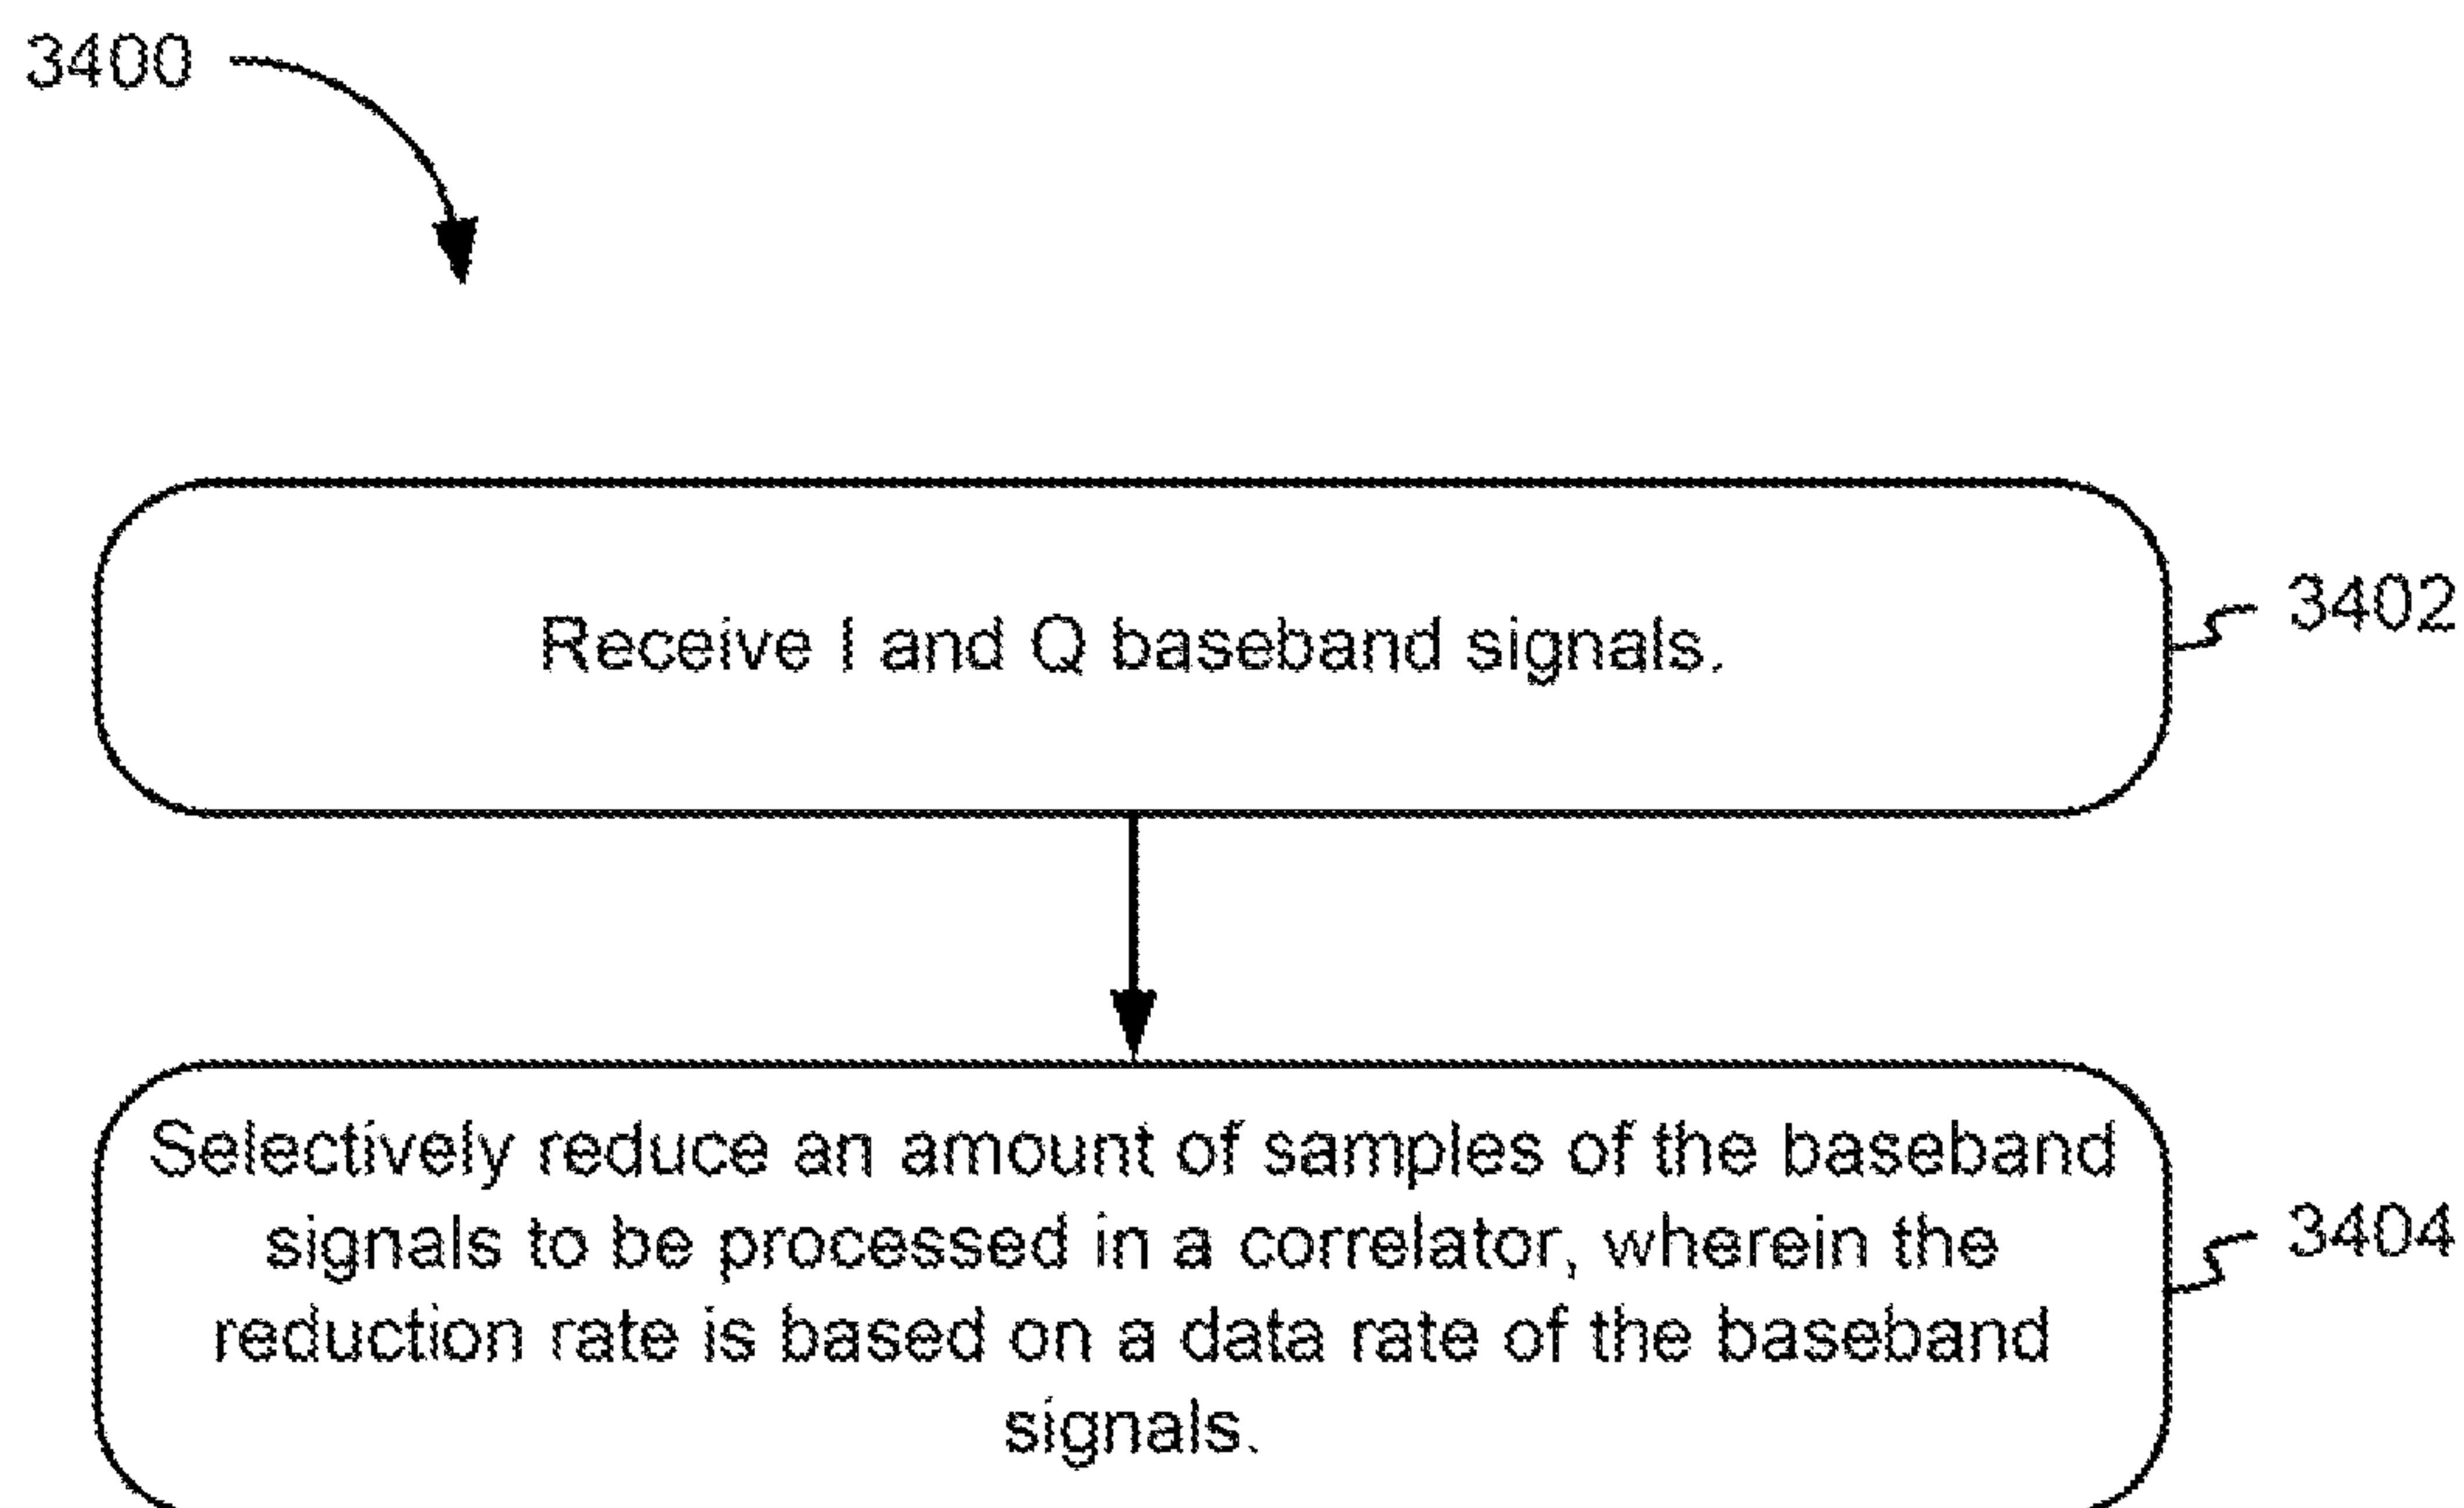 3400
Receive I and Q baseband signals.
3402
Selectively reduce an amount of samples of the baseband
signals to be processed in a correlator, wherein the
reduction rate is based on a data rate of the baseband
signals.
3404